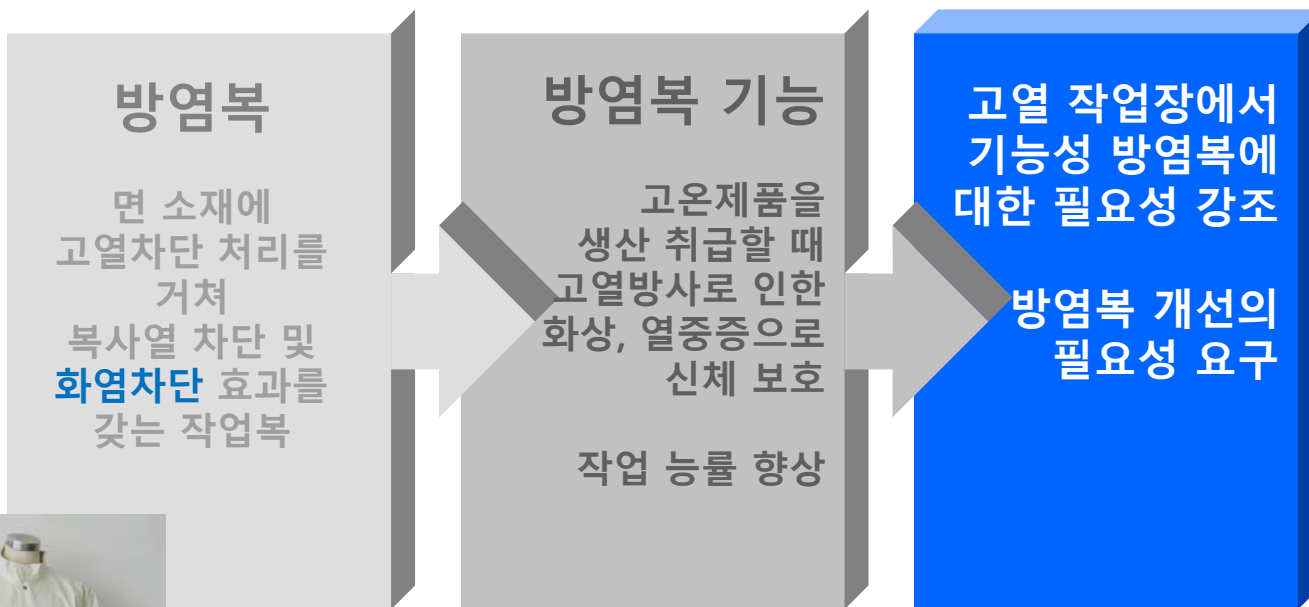 방염복
면 소재에
고열차단 처리를
거쳐
복사열 차단 및
화염차단 효과를
갖는 작업복
방염복 기능
고온제품을
생산 취급할 때
고열방사로 인한
화상, 열중증으로
신체 보호
작업 능률 향상
고열 작업장에서
기능성 방염복에
대한 필요성 강조
방염복 개선의
필요성 요구